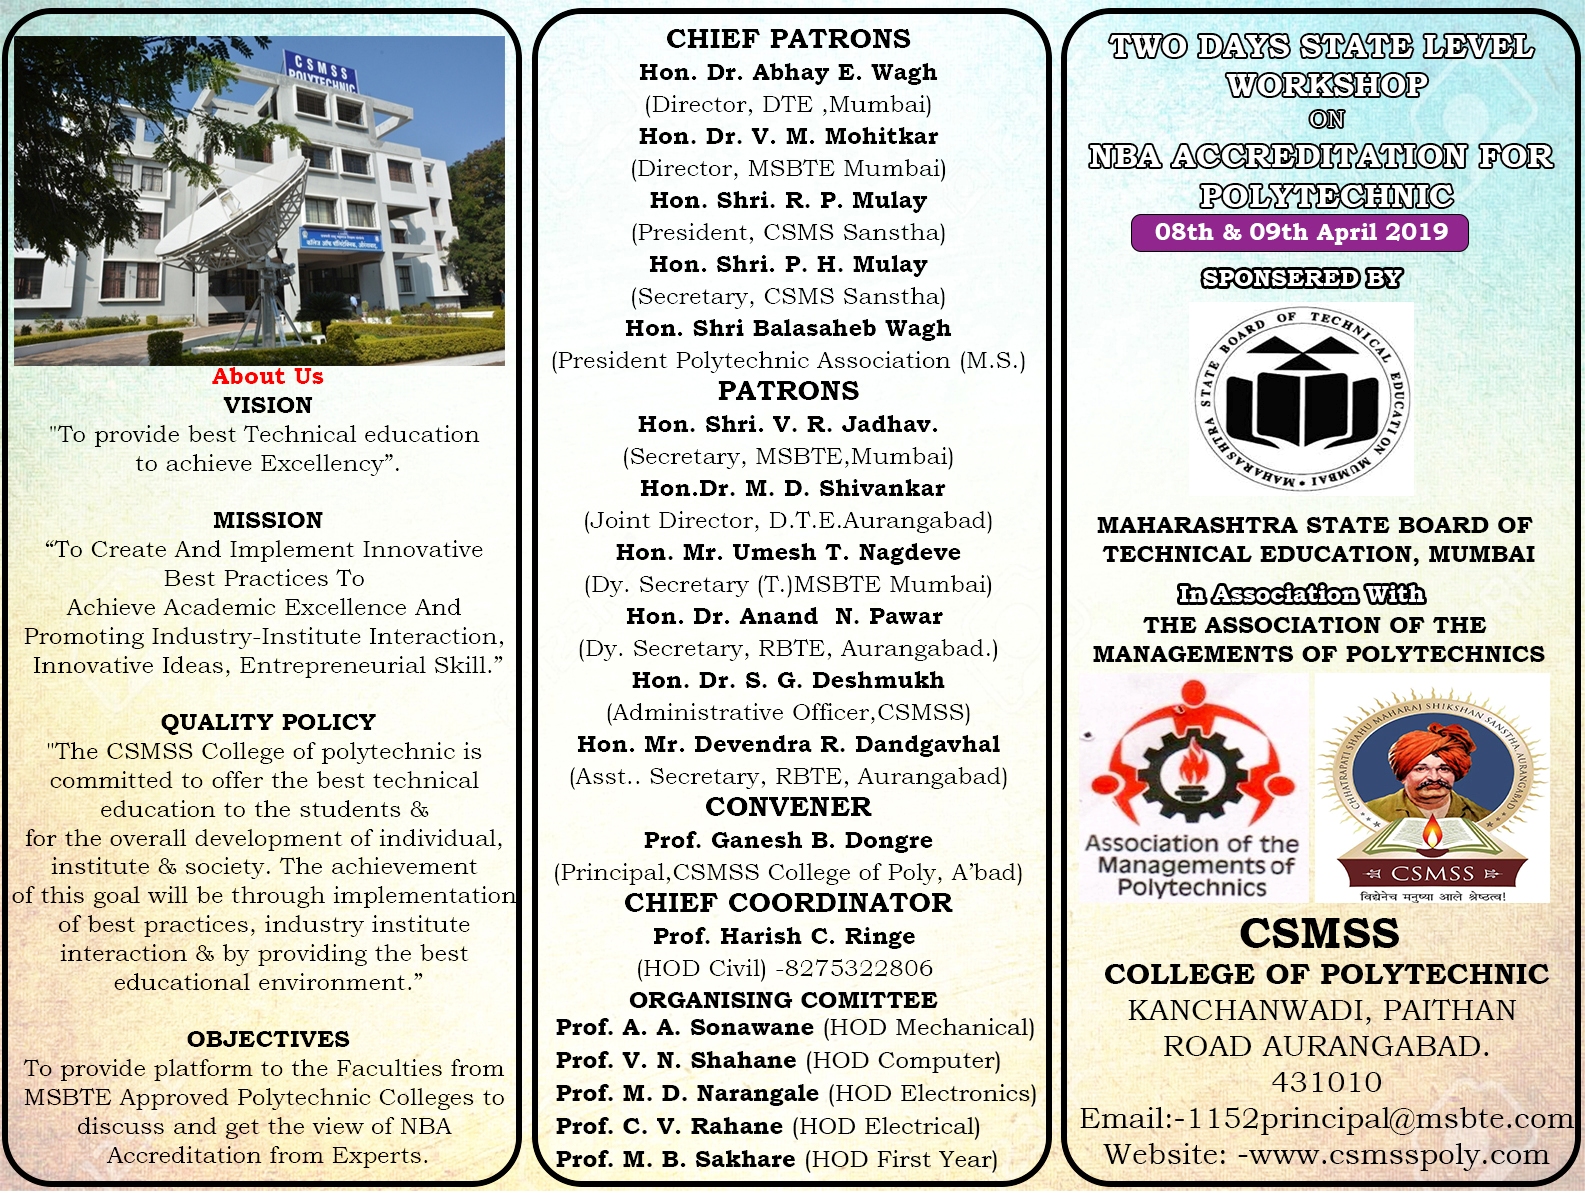 CSMSS
POLYTECHNIC
About Us
VISION
"To provide best Technical education
to achieve Excellency”.
MISSION
“To Create And Implement Innovative
Best Practices To
Achieve Academic Excellence And
Promoting Industry-Institute Interaction,
Innovative Ideas, Entrepreneurial Skill.”
QUALITY POLICY
"The CSMSS College of polytechnic is
committed to offer the best technical
education to the students &
for the overall development of individual,
institute & society. The achievement
of this goal will be through implementation
of best practices, industry institute
interaction & by providing the best
educational environment.”
OBJECTIVES
To provide platform to the Faculties from
MSBTE Approved Polytechnic Colleges to
discuss and get the view of NBA
Accreditation from Experts.
CHIEF PATRONS
Hon. Dr. Abhay E. Wagh
(Director, DTE ,Mumbai)
Hon. Dr. V. M. Mohitkar
(Director, MSBTE Mumbai)
Hon. Shri. R. P. Mulay
(President, CSMS Sanstha)
Hon. Shri. P. H. Mulay
(Secretary, CSMS Sanstha)
Hon. Shri Balasaheb Wagh
(President Polytechnic Association (M.S.)
PATRONS
Hon. Shri. V. R. Jadhav.
(Secretary, MSBTE,Mumbai)
Hon.Dr. M. D. Shivankar
(Joint Director, D.T.E.Aurangabad)
Hon. Mr. Umesh T. Nagdeve
(Dy. Secretary (T.)MSBTE Mumbai)
Hon. Dr. Anand  N. Pawar
(Dy. Secretary, RBTE, Aurangabad.)
Hon. Dr. S. G. Deshmukh
(Administrative Officer,CSMSS)
Hon. Mr. Devendra R. Dandgavhal
(Asst.. Secretary, RBTE, Aurangabad)
CONVENER
Prof. Ganesh B. Dongre
(Principal,CSMSS College of Poly, A’bad)
CHIEF COORDINATOR
Prof. Harish C. Ringe
(HOD Civil) -8275322806
ORGANISING COMITTEE
Prof. A. A. Sonawane (HOD Mechanical)
Prof. V. N. Shahane (HOD Computer)
Prof. M. D. Narangale (HOD Electronics)
Prof. C. V. Rahane (HOD Electrical)
Prof. M. B. Sakhare (HOD First Year)
TWO DAYS STATE LEVEL
WORKSHOP
ON
NBA ACCREDITATION FOR
POLYTECHNIC
08th & 09th April 2019
SPONSERED BY
MAHARASHTRA STATE BOARD OF TECHNICAL EDUCATION MUMBAI
MAHARASHTRA STATE BOARD OF
TECHNICAL EDUCATION, MUMBAI
In Association With
THE ASSOCIATION OF THE
MANAGEMENTS OF POLYTECHNICS
Association of the
Managements of
Polytechnics
CHHATRAPATI SHAHU MAHARAJ SHIKSHAN SANSTHA AURANGABAD
CSMSS
विद्येनेच मनुष्या आले श्रेष्ठत्व!
CSMSS
COLLEGE OF POLYTECHNIC
KANCHANWADI, PAITHAN
ROAD AURANGABAD.
431010
Email:-1152principal@msbte.com
Website: -www.csmsspoly.com